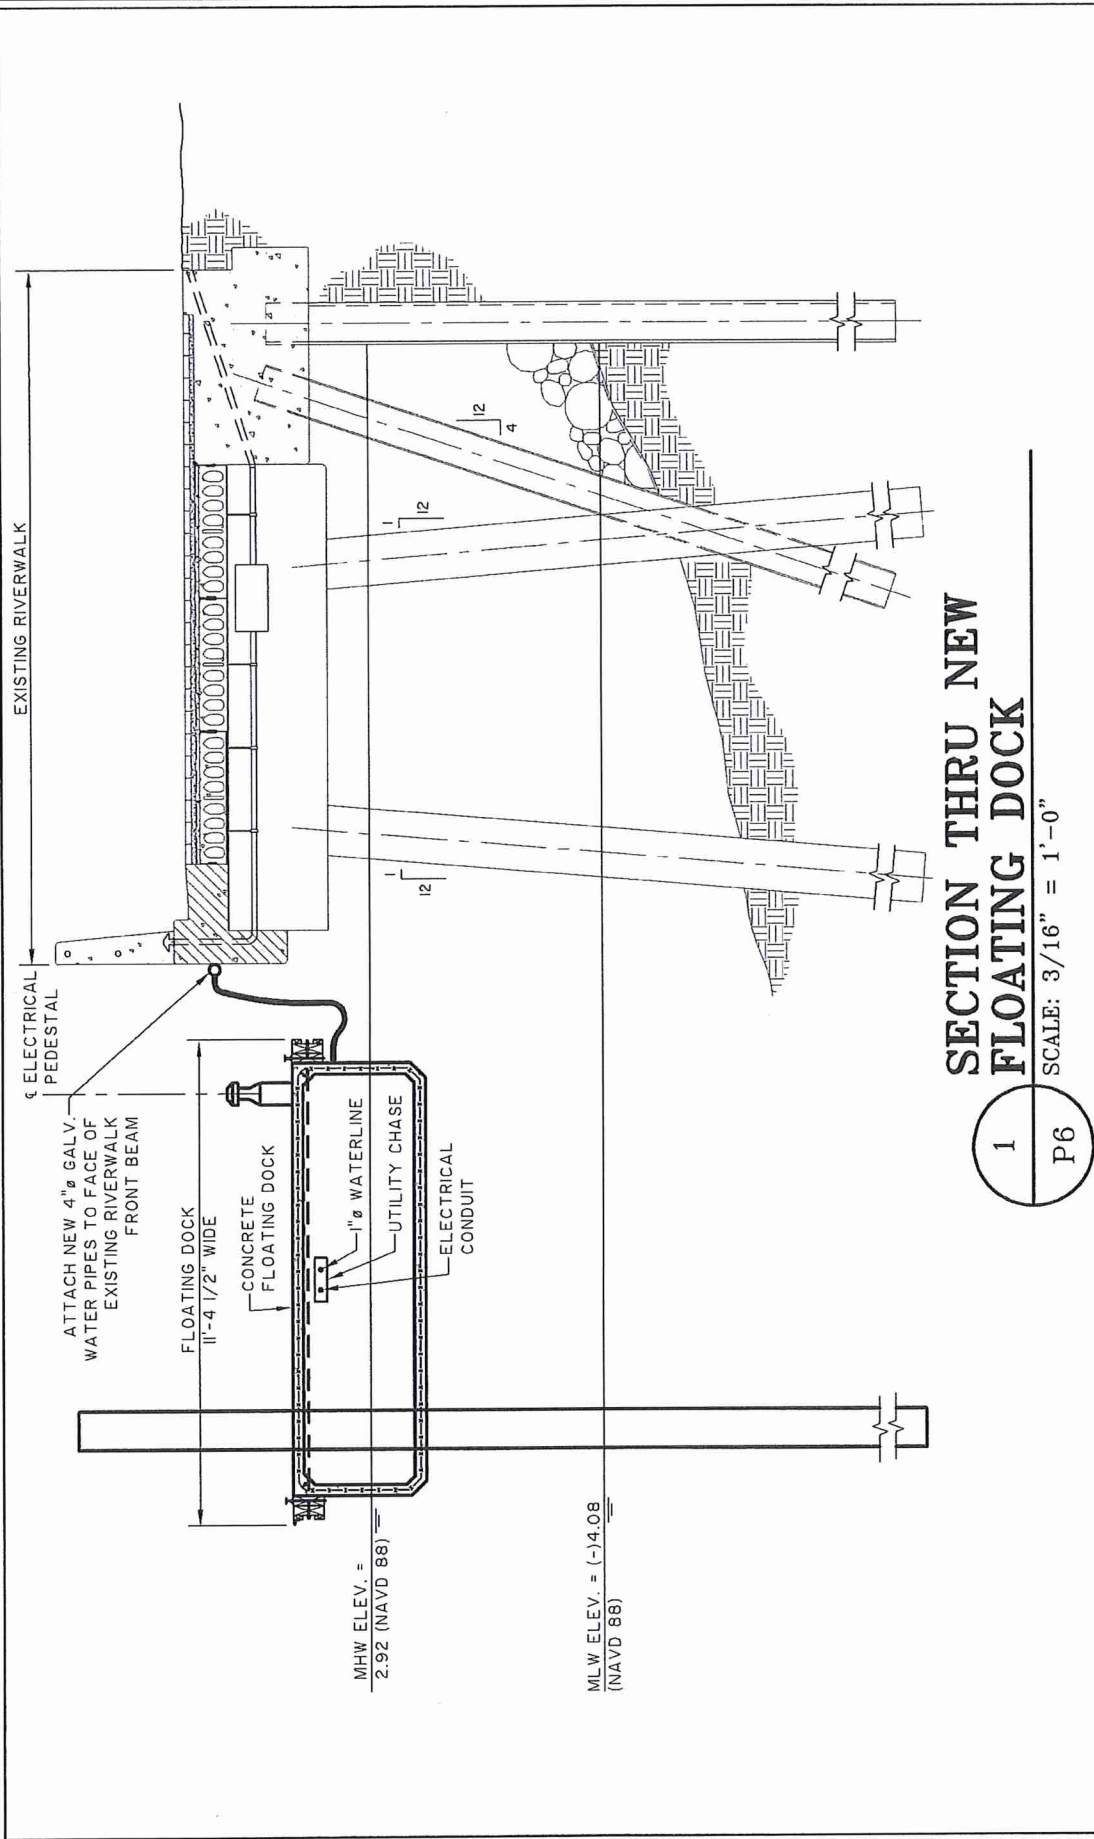 EXISTING RIVERWALK
℄ ELECTRICAL
PEDESTAL
ATTACH NEW 4"ø GALV.
WATER PIPES TO FACE OF
EXISTING RIVERWALK
FRONT BEAM
FLOATING DOCK
11'-4 1/2" WIDE
CONCRETE
FLOATING DOCK
1"ø WATERLINE
UTILITY CHASE
ELECTRICAL
CONDUIT
MHW ELEV. =
2.92 (NAVD 88)
MLW ELEV. = (-)4.08
(NAVD 88)
1
12
1
12
12
4
1
P6
SECTION THRU NEW
FLOATING DOCK
SCALE: 3/16" = 1'-0"